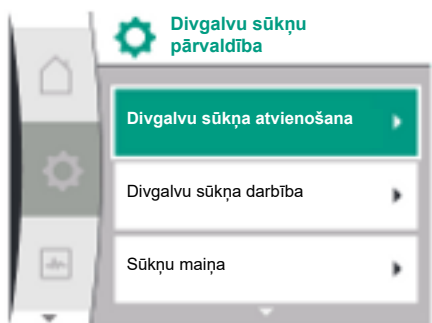 Divgalvu sūkņu
pārvaldība
Divgalvu sūkņa atvienošana
Divgalvu sūkņa darbība
Sūkņu maiņa